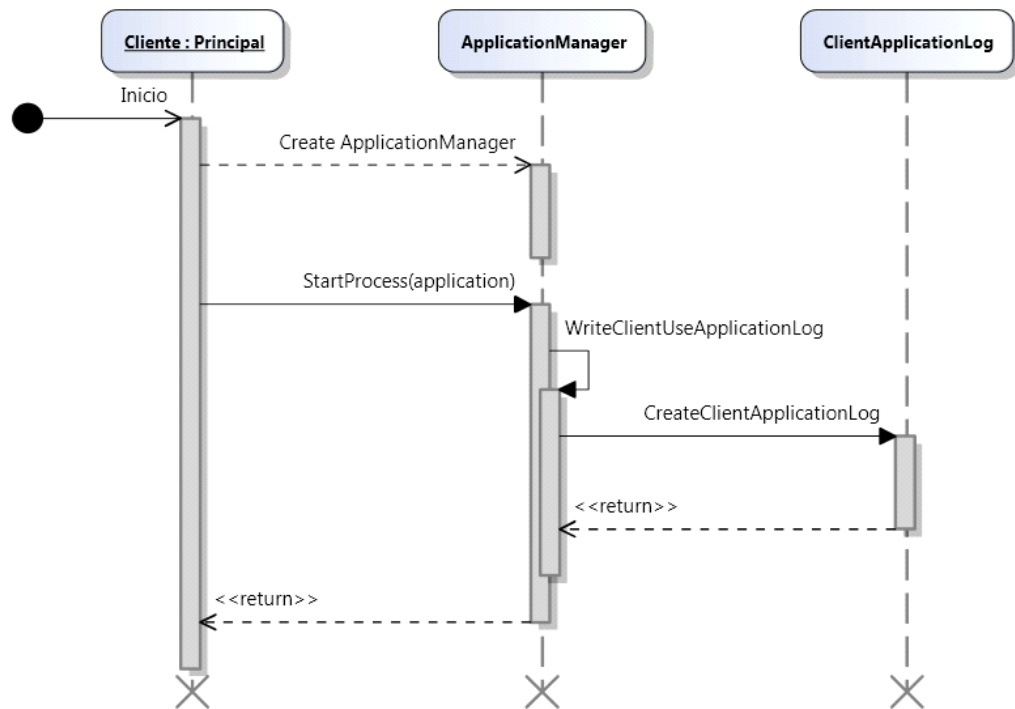 Cliente : Principal
ApplicationManager
ClientApplicationLog
Inicio
Create ApplicationManager
StartProcess(application)
WriteClientUseApplicationLog
CreateClientApplicationLog
<<return>>
<<return>>